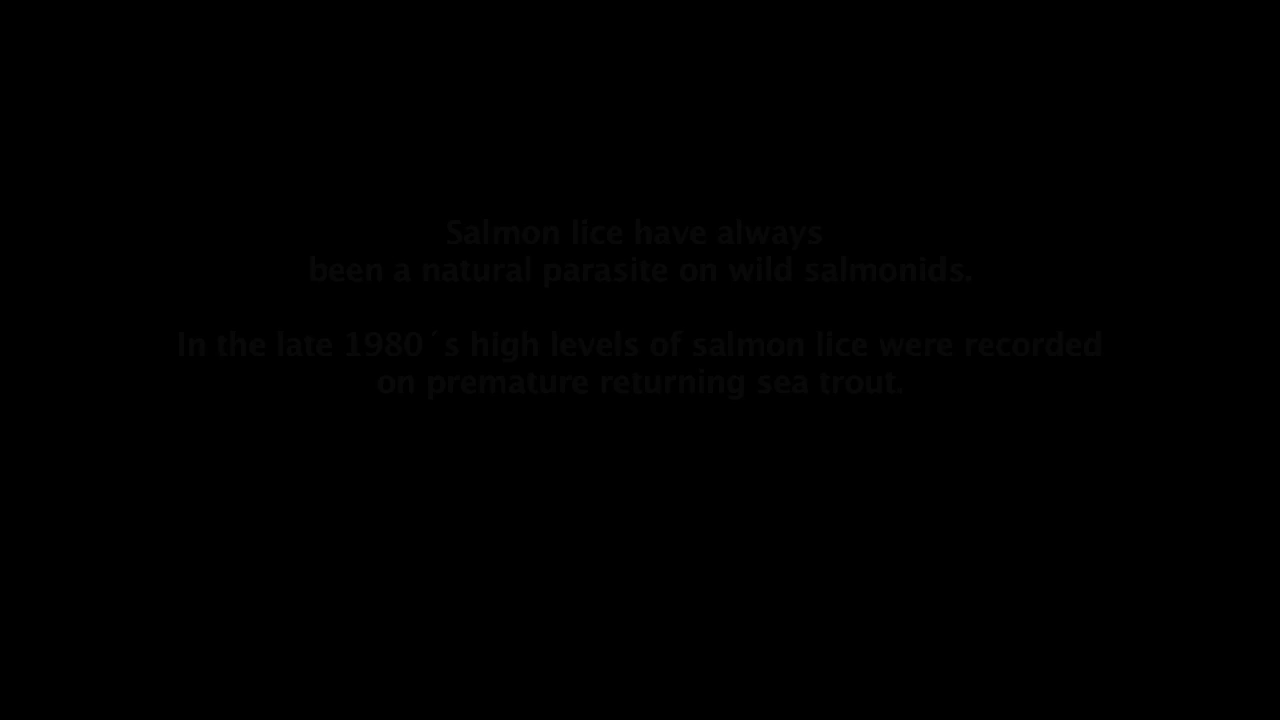 Salmon lice have always
been a natural parasite on wild salmonids.
In the late 1980´s high levels of salmon lice were recorded
on premature returning sea trout.